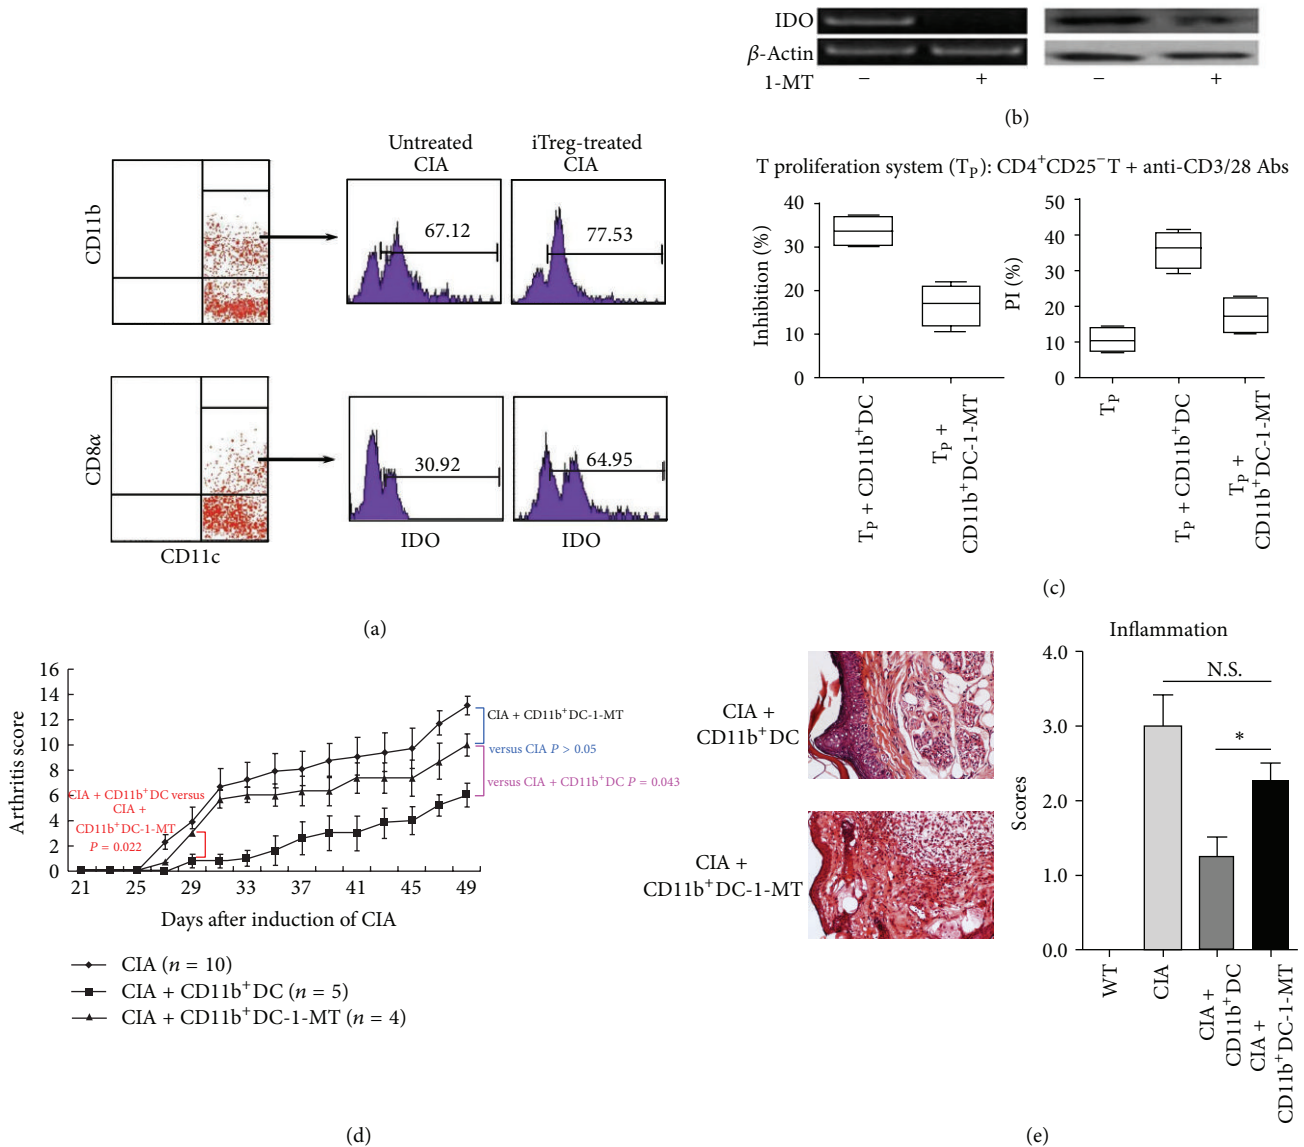 IDO
β-Actin
1-MT − + − +
(b)
Untreated CIA
iTreg-treated CIA
CD11b
67.12
77.53
CD8α
30.92
64.95
CD11c
IDO
IDO
(a)
T proliferation system (TP): CD4+CD25−T + anti-CD3/28 Abs
Inhibition (%)
40
30
20
10
0
TP + CD11b+DC
TP +
CD11b+DC-1-MT
PI (%)
50
40
30
20
10
0
TP
TP + CD11b+DC
TP +
CD11b+DC-1-MT
(c)
Arthritis score
16
14
12
10
8
6
4
2
0
21 25 29 33 37 41 45 49
Days after induction of CIA
CIA + CD11b+DC versus
CIA +
CD11b+DC-1-MT
P = 0.022
CIA + CD11b+DC-1-MT
versus CIA P > 0.05
versus CIA + CD11b+DC P = 0.043
CIA (n = 10)
CIA + CD11b+DC (n = 5)
CIA + CD11b+DC-1-MT (n = 4)
(d)
CIA +
CD11b+DC
CIA +
CD11b+DC-1-MT
Inflammation
Scores
4.0
3.0
2.0
1.0
0.0
N.S.
*
WT
CIA
CIA +
CD11b+DC
CIA +
CD11b+DC-1-MT
(e)